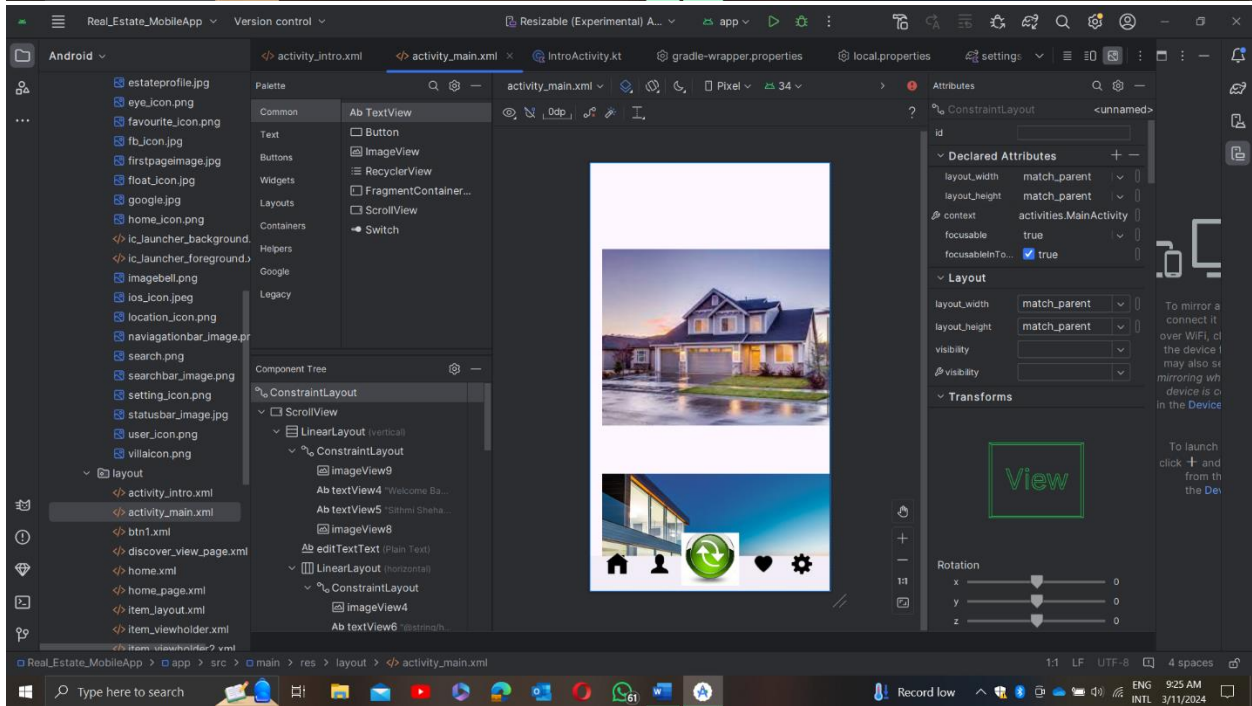 Real_Estate_MobileApp
Version control
Resizable (Experimental) A...
app
Android
activity_intro.xml
activity_main.xml
IntroActivity.kt
gradle-wrapper.properties
local.properties
settings
estateprofile.jpg
eye_icon.png
favourite_icon.png
fb_icon.jpg
firstpageimage.jpg
float_icon.jpg
google.jpg
home_icon.png
ic_launcher_background.
ic_launcher_foreground.x
imagebell.png
ios_icon.jpeg
location_icon.png
naviagationbar_image.pr
search.png
searchbar_image.png
setting_icon.png
statusbar_image.jpg
user_icon.png
villaicon.png
layout
activity_intro.xml
activity_main.xml
btn1.xml
discover_view_page.xml
home.xml
home_page.xml
item_layout.xml
item_viewholder.xml
item_viewholder2.xml
Palette
Common
Text
Buttons
Widgets
Layouts
Containers
Helpers
Google
Legacy
Ab TextView
Button
ImageView
RecyclerView
FragmentContainer...
ScrollView
Switch
Component Tree
ConstraintLayout
ScrollView
LinearLayout (vertical)
ConstraintLayout
imageView9
Ab textView4 "Welcome Ba...
Ab textView5 "Sithmi Sheha...
imageView8
Ab editTextText (Plain Text)
LinearLayout (horizontal)
ConstraintLayout
imageView4
Ab textView6 "@string/h...
activity_main.xml
Pixel
34
0dp
?
1:1
Attributes
ConstraintLayout <unnamed>
id
Declared Attributes
layout_width match_parent
layout_height match_parent
context activities.MainActivity
focusable true
focusableInTo... true
Layout
layout_width match_parent
layout_height match_parent
visibility
visibility
Transforms
View
Rotation
x 0
y 0
z 0
To mirror a
connect it
over WiFi, cl
the device t
may also se
mirroring wh
device is c
in the Device
To launch
click + and
from th
the Dev
Real_Estate_MobileApp > app > src > main > res > layout > activity_main.xml
1:1 LF UTF-8 4 spaces
Type here to search
61
Record low
ENG
INTL
9:25 AM
3/11/2024